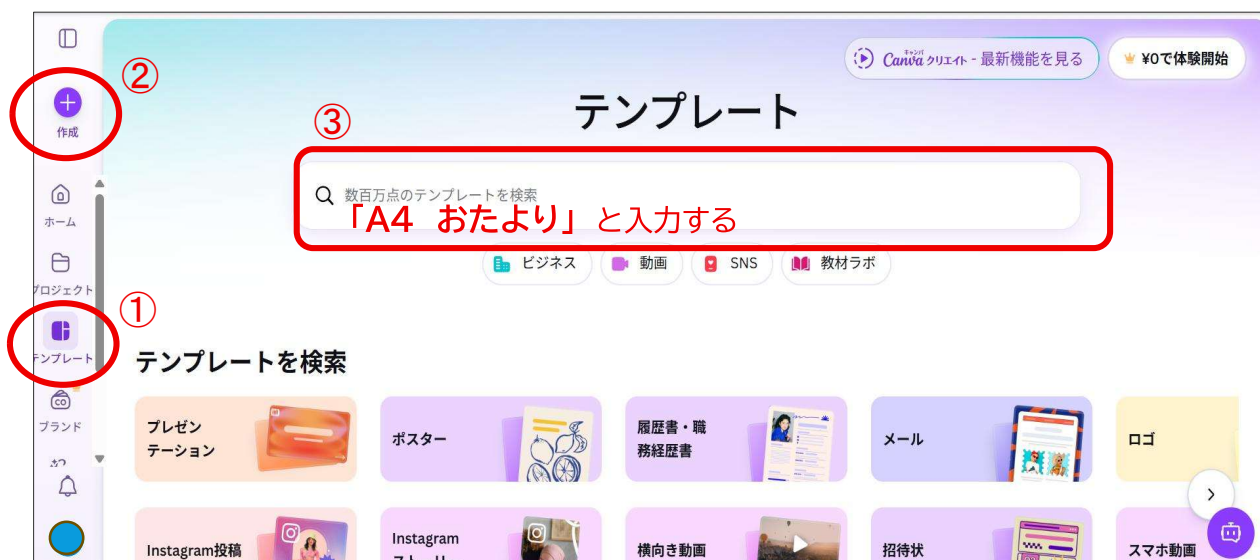 Canva クリエイト - 最新機能を見る
キャンバ
¥0で体験開始
②
作成
テンプレート
③
数百万点のテンプレートを検索
「A4 おたより」と入力する
ホーム
ビジネス
動画
SNS
教材ラボ
プロジェクト
①
テンプレート
テンプレートを検索
CO
ブランド
プレゼン
テーション
ポスター
履歴書・職
務経歴書
メール
ロゴ
Instagram投稿
Instagram
横向き動画
招待状
スマホ動画